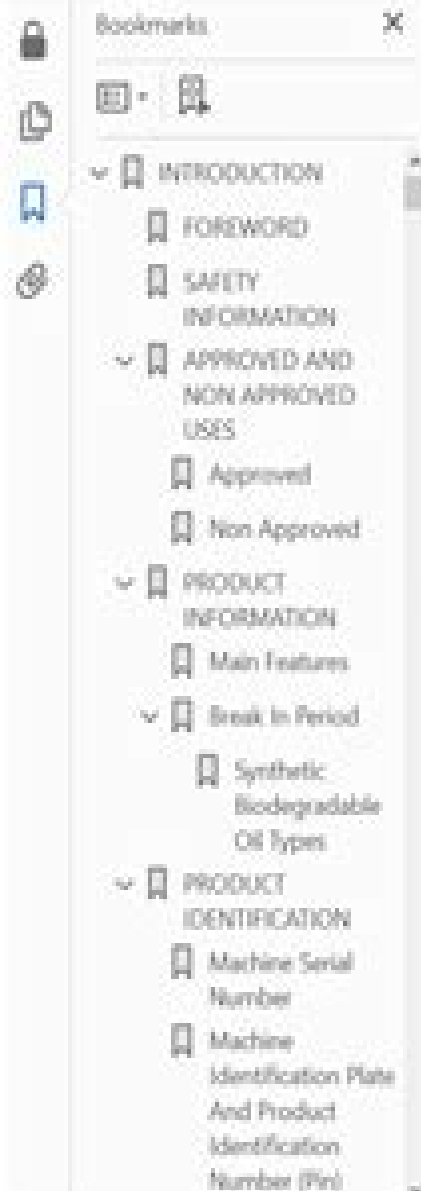 Bookmarks
INTRODUCTION
FOREWORD
SAFETY
INFORMATION
APPROVED AND
NON APPROVED
USES
Approved
Non Approved
PRODUCT
INFORMATION
Main Features
Break In Period
Synthetic
Biodegradable
Oil Types
PRODUCT
IDENTIFICATION
Machine Serial
Number
Machine
Identification Plate
And Product
Identification
Number (Pin)